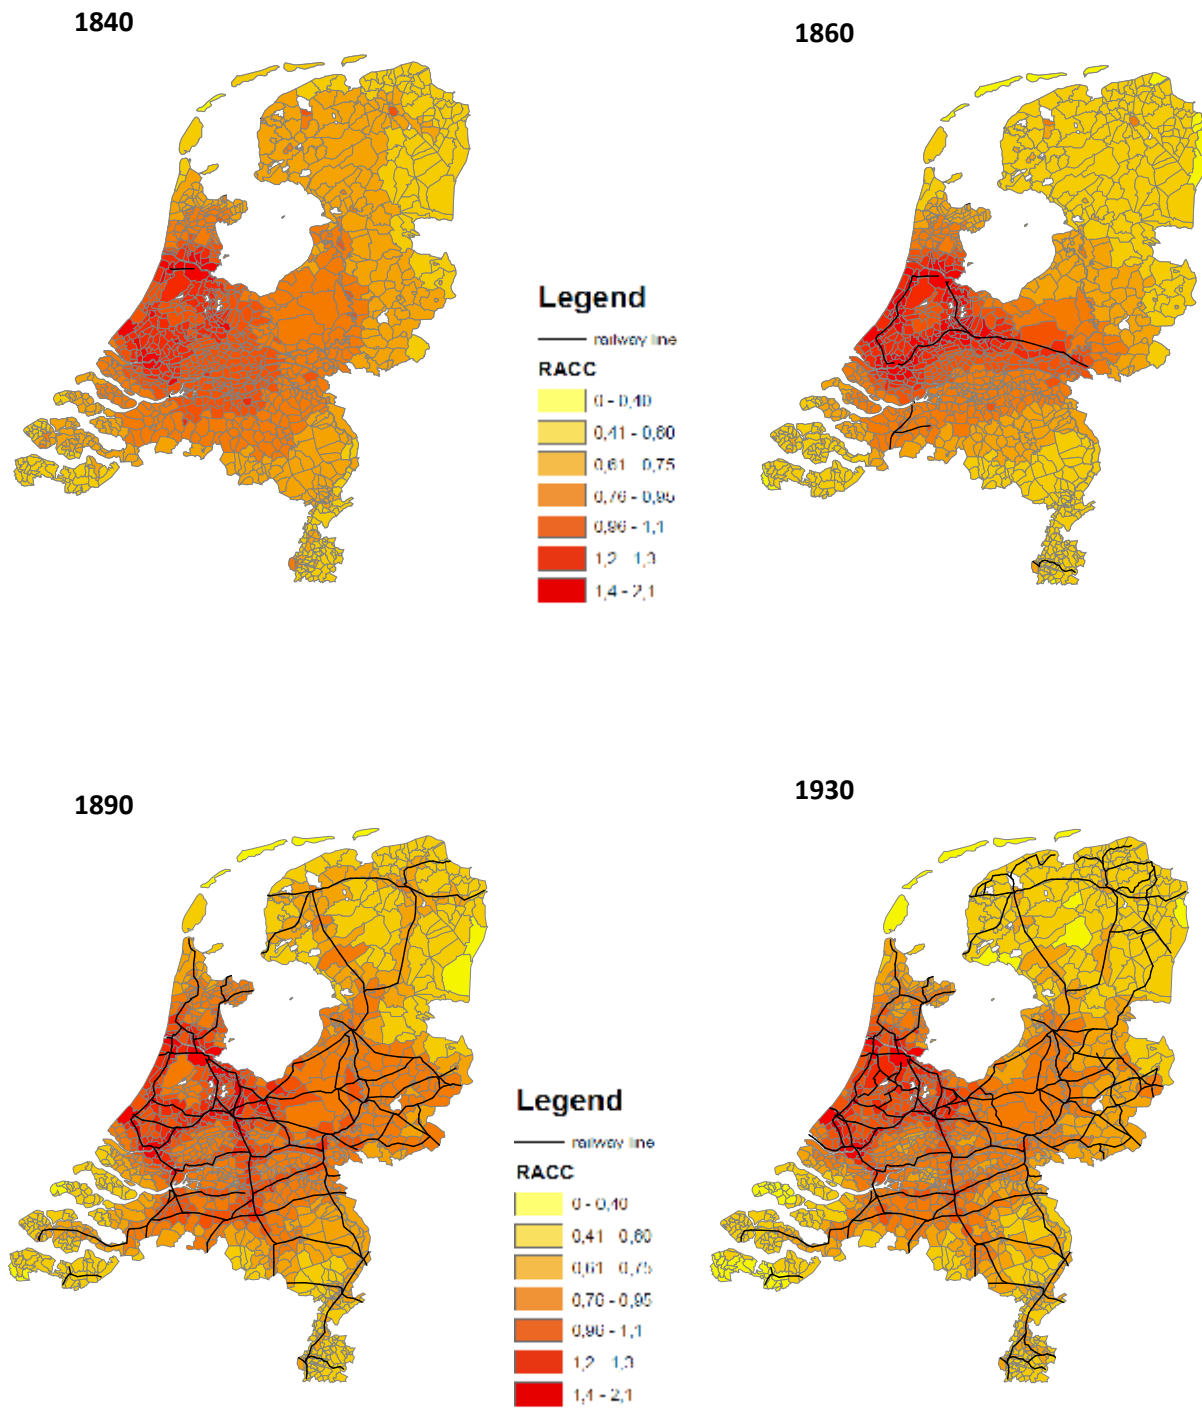 1840
1860
Legend
railway line
RACC
0 - 0,40
0,41 - 0,60
0,61 - 0,75
0,76 - 0,95
0,96 - 1,1
1,2 - 1,3
1,4 - 2,1
1890
1930
Legend
railway line
RACC
0 - 0,40
0,41 - 0,60
0,61 - 0,75
0,76 - 0,95
0,96 - 1,1
1,2 - 1,3
1,4 - 2,1